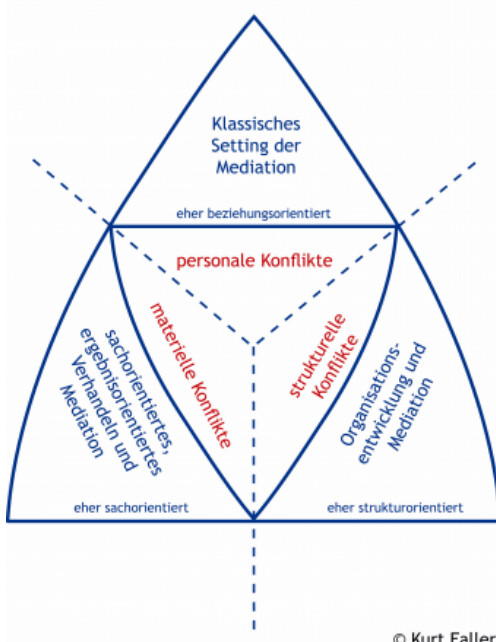 Klassisches
Setting der
Mediation
eher beziehungsorientiert
personale Konflikte
materielle Konflikte
strukturelle
Konflikte
sachorientiertes,
ergebnisorientiertes
Verhandeln und
Mediation
Organisations-
entwicklung und
Mediation
eher sachorientiert
eher strukturorientiert
© Kurt Faller